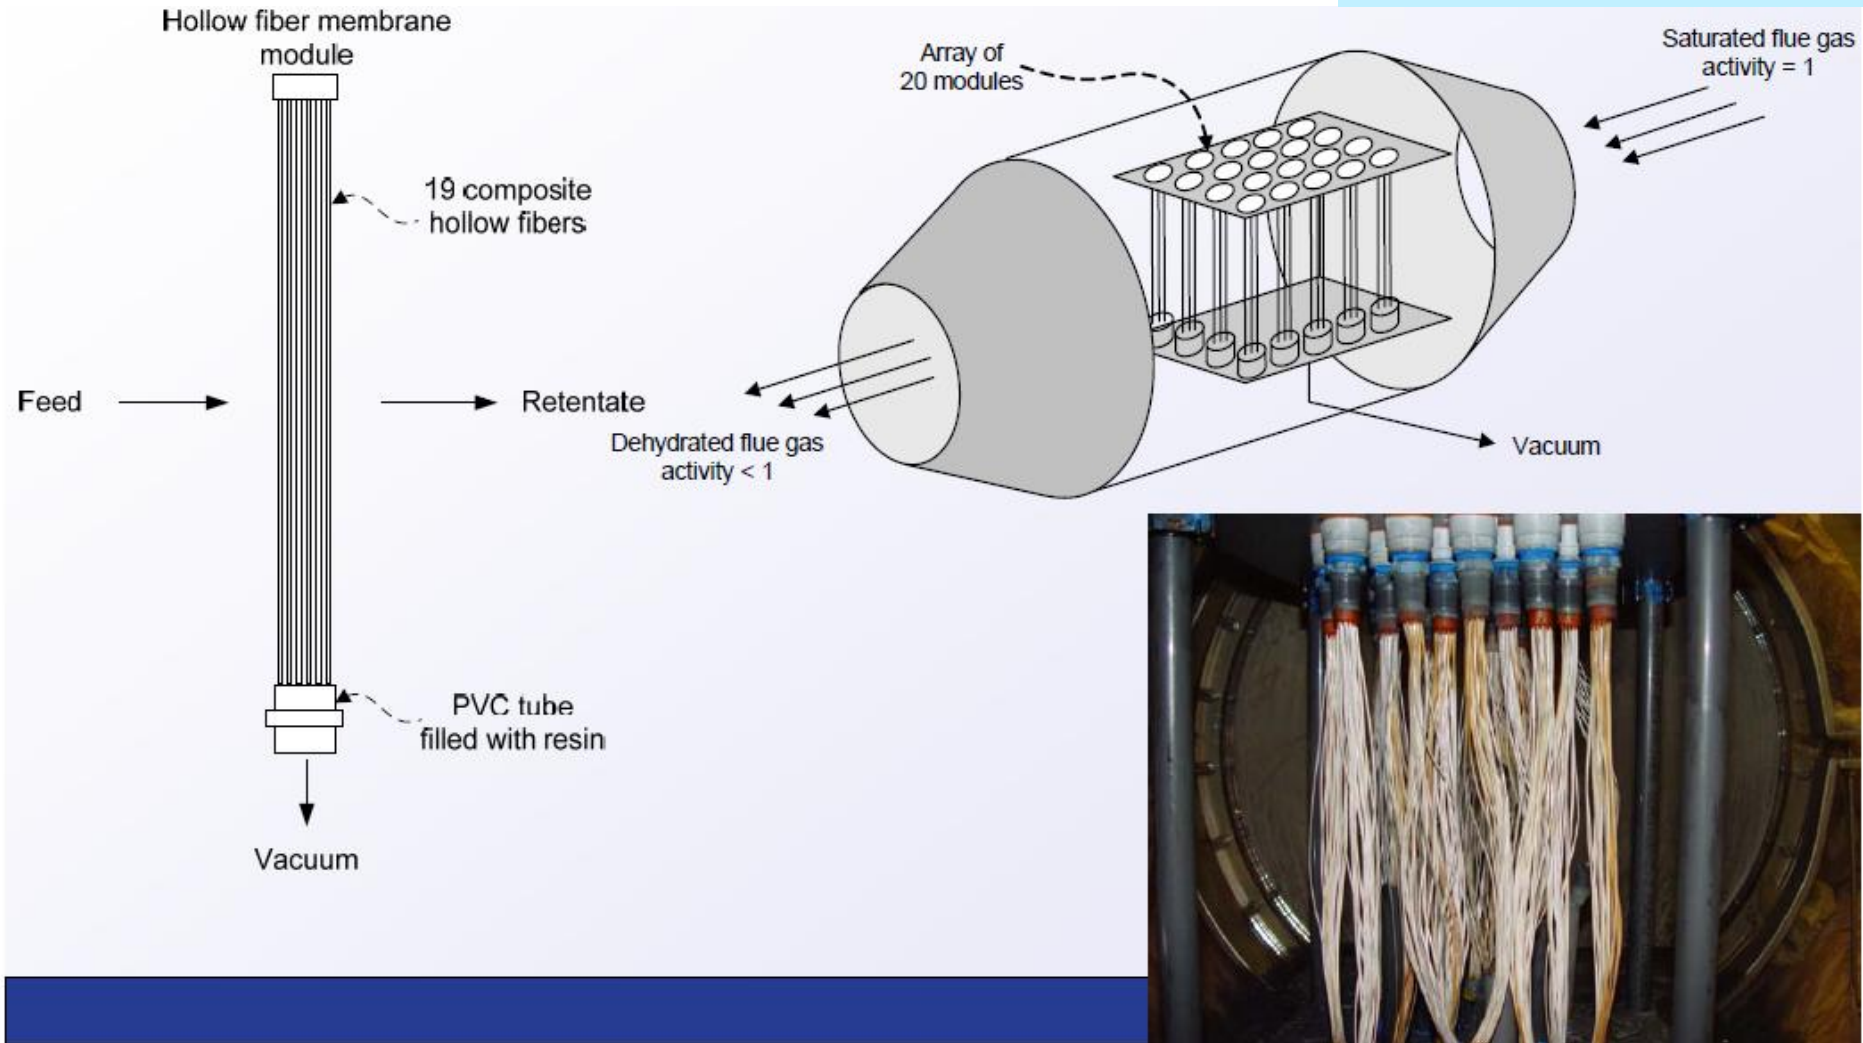 Hollow fiber membrane
module
19 composite
hollow fibers
Feed
Retentate
PVC tube
filled with resin
Vacuum
Array of
20 modules
Saturated flue gas
activity = 1
Dehydrated flue gas
activity < 1
Vacuum